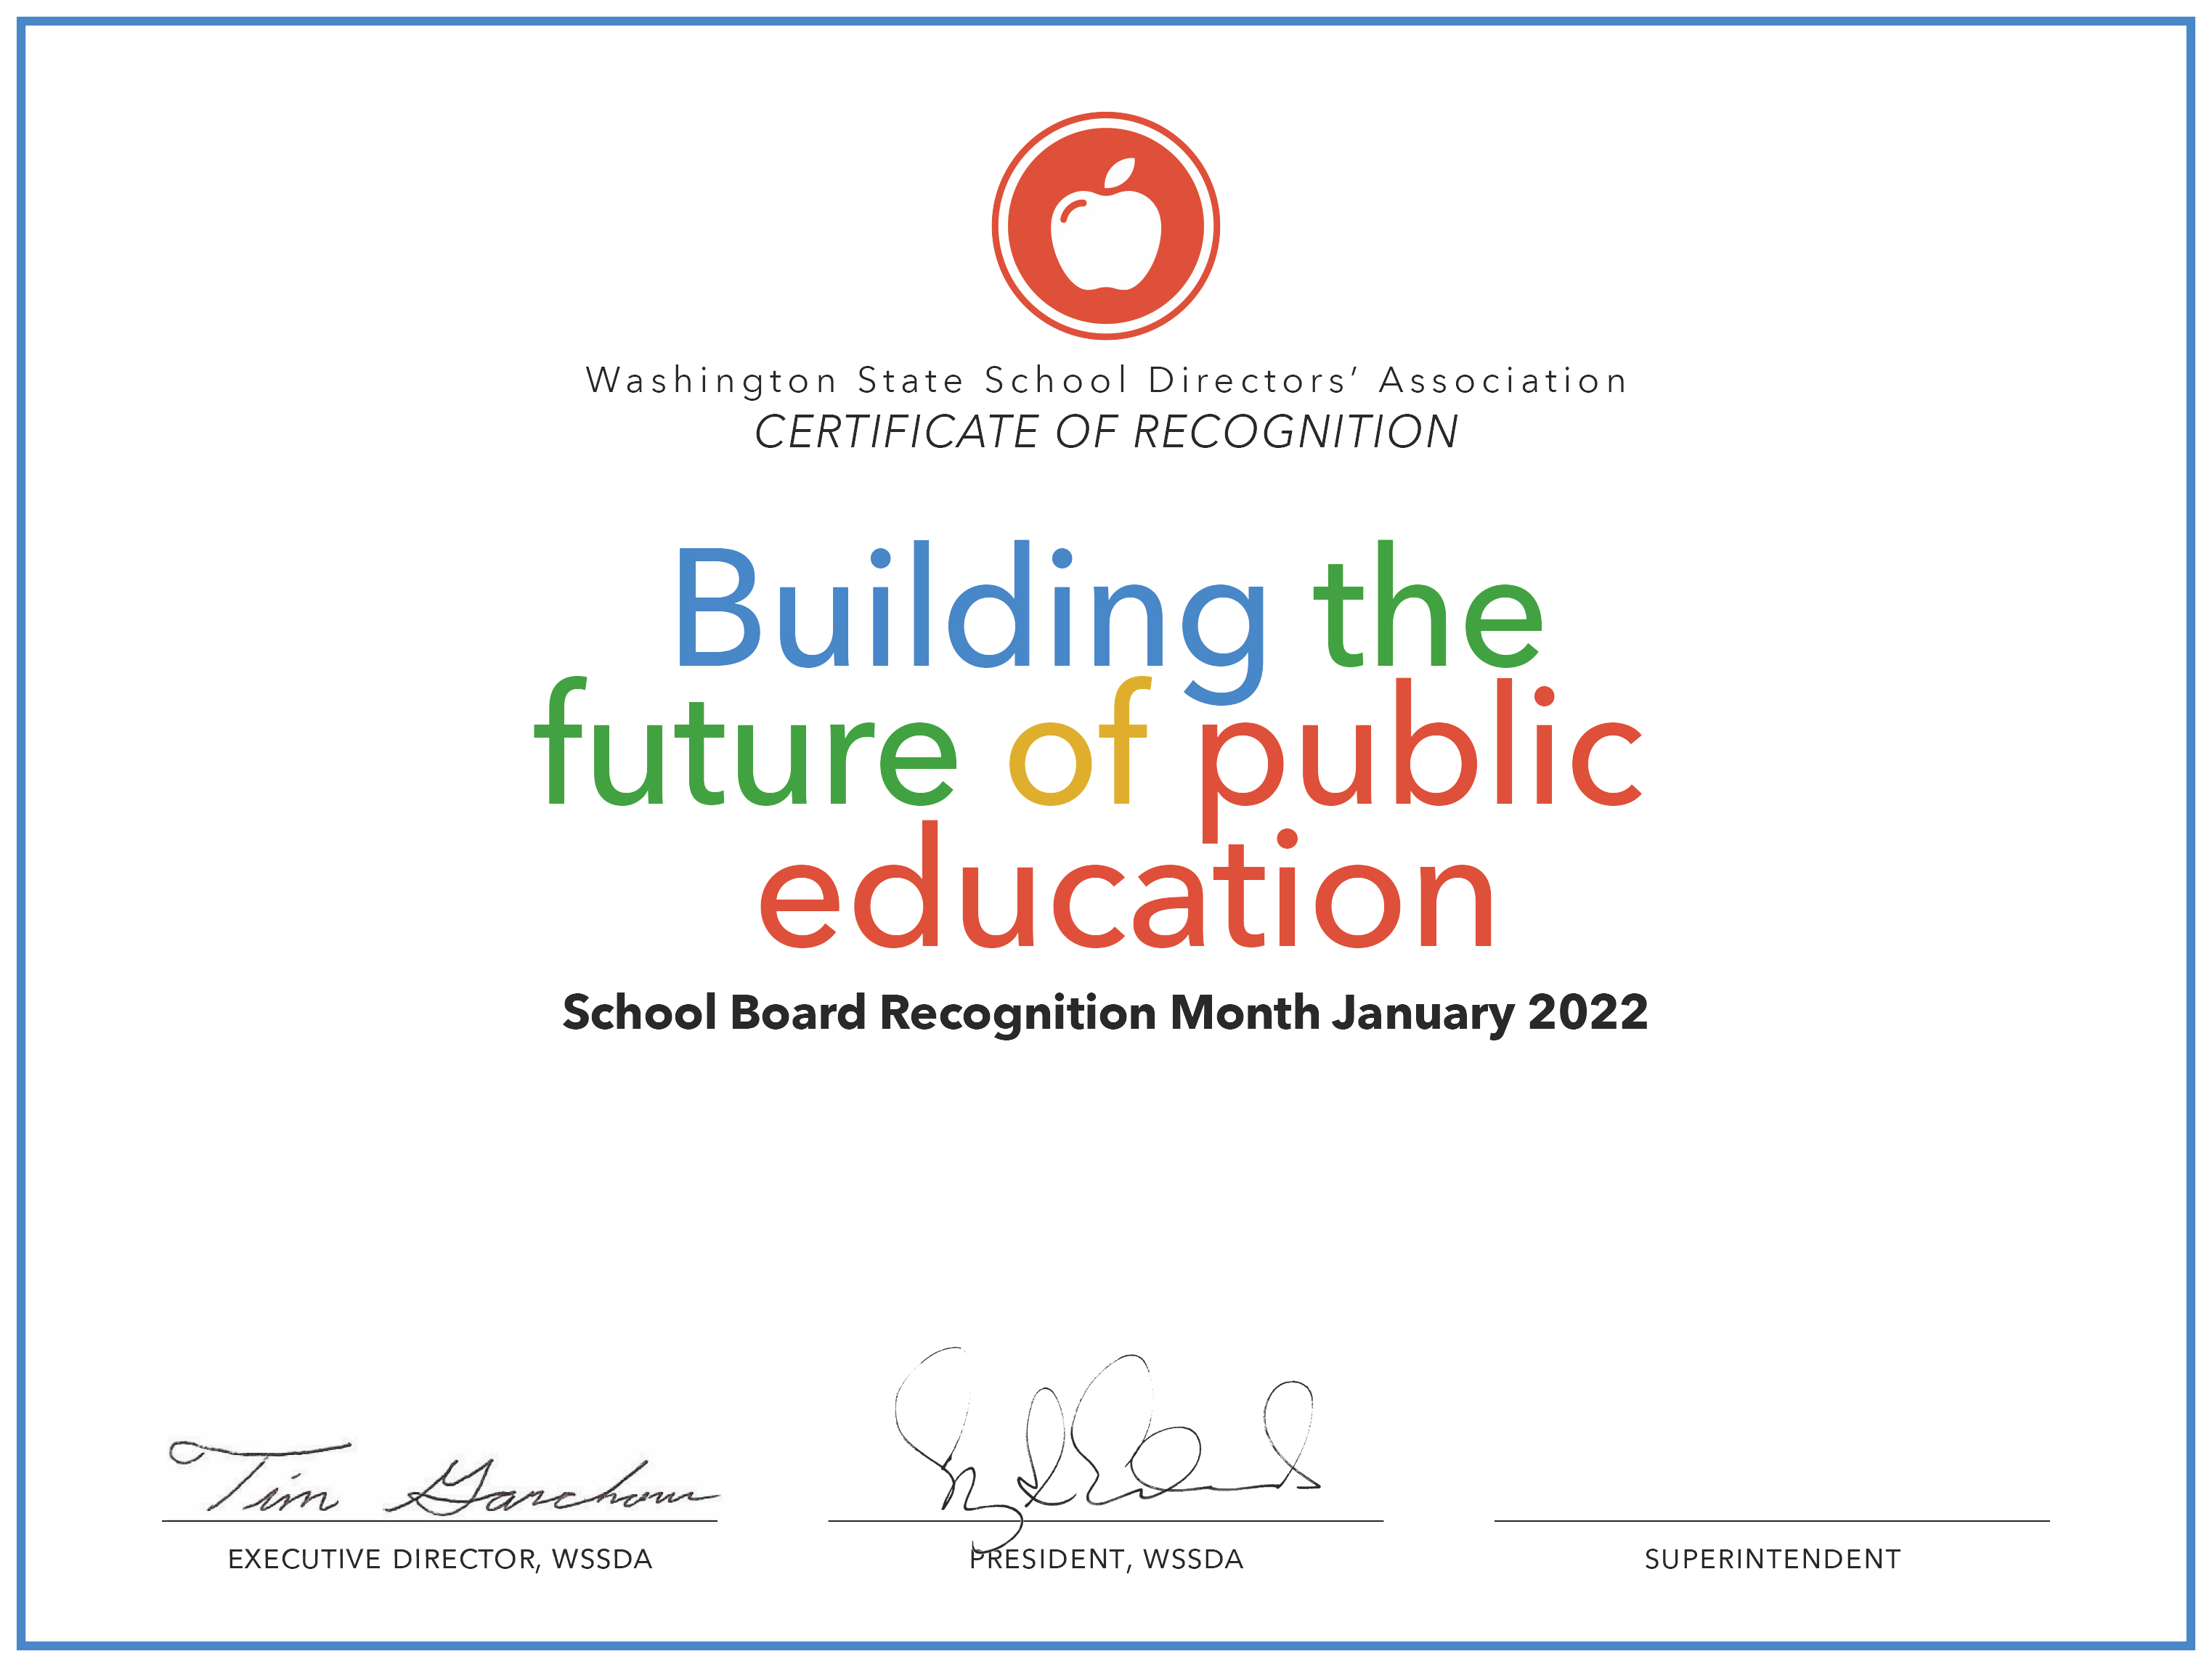 Washington State School Directors’ Association
CERTIFICATE OF RECOGNITION
Building the
future of public
education
School Board Recognition Month January 2022
Tim Garchow
EXECUTIVE DIRECTOR, WSSDA
PRESIDENT, WSSDA
SUPERINTENDENT